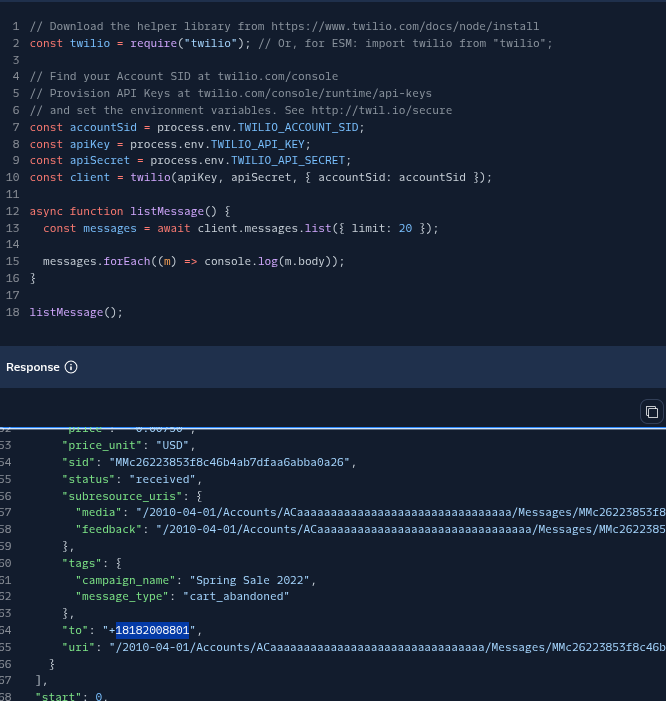 1 // Download the helper library from https://www.twilio.com/docs/node/install
2 const twilio = require("twilio"); // Or, for ESM: import twilio from "twilio";
3
4 // Find your Account SID at twilio.com/console
5 // Provision API Keys at twilio.com/console/runtime/api-keys
6 // and set the environment variables. See http://twil.io/secure
7 const accountSid = process.env.TWILIO_ACCOUNT_SID;
8 const apiKey = process.env.TWILIO_API_KEY;
9 const apiSecret = process.env.TWILIO_API_SECRET;
10 const client = twilio(apiKey, apiSecret, { accountSid: accountSid });
11
12 async function listMessage() {
13   const messages = await client.messages.list({ limit: 20 });
14
15   messages.forEach((m) => console.log(m.body));
16 }
17
18 listMessage();
Response
53 "price_unit": "USD",
54 "sid": "MMc26223853f8c46b4ab7dfaa6abba0a26",
55 "status": "received",
56 "subresource_uris": {
57 "media": "/2010-04-01/Accounts/ACaaaaaaaaaaaaaaaaaaaaaaaaaaaaaaaa/Messages/MMc26223853f8
58 "feedback": "/2010-04-01/Accounts/ACaaaaaaaaaaaaaaaaaaaaaaaaaaaaaaaa/Messages/MMc2622385
59 },
60 "tags": {
61 "campaign_name": "Spring Sale 2022",
62 "message_type": "cart_abandoned"
63 },
64 "to": "+18182008801",
65 "uri": "/2010-04-01/Accounts/ACaaaaaaaaaaaaaaaaaaaaaaaaaaaaaaaa/Messages/MMc26223853f8c46b
66 }
67 ],
68 "start": 0,